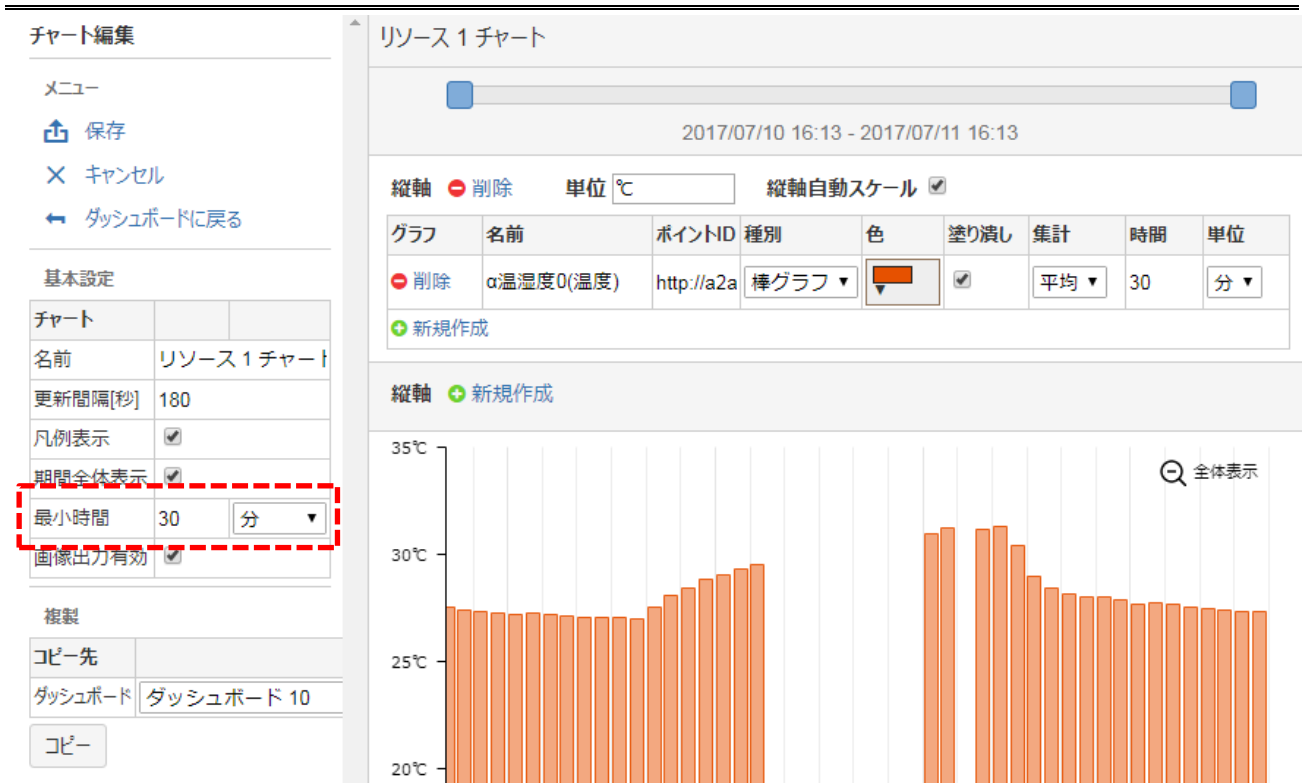 チャート編集
メニュー
保存
キャンセル
ダッシュボードに戻る
基本設定
チャート
名前 リソース 1 チャート
更新間隔[秒] 180
凡例表示
期間全体表示
最小時間 30 分
画像出力有効
複製
コピー先
ダッシュボード ダッシュボード 10
コピー
リソース 1 チャート
2017/07/10 16:13 - 2017/07/11 16:13
縦軸 削除 単位 ℃ 縦軸自動スケール
グラフ 名前 ポイントID 種別 色 塗り潰し 集計 時間 単位
削除 α温湿度0(温度) http://a2a 棒グラフ 平均 30 分
新規作成
縦軸 新規作成
35℃
全体表示
30℃
25℃
20℃